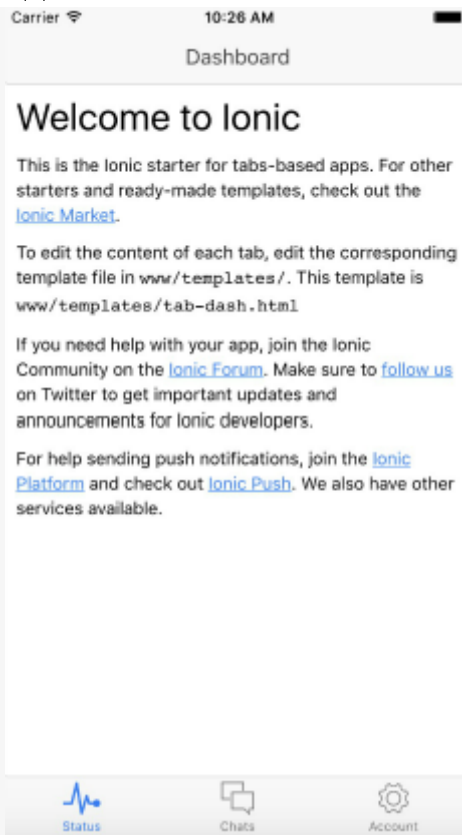 Carrier 10:26 AM
Dashboard
Welcome to Ionic
This is the Ionic starter for tabs-based apps. For other
starters and ready-made templates, check out the
Ionic Market.
To edit the content of each tab, edit the corresponding
template file in www/templates/. This template is
www/templates/tab-dash.html
If you need help with your app, join the Ionic
Community on the Ionic Forum. Make sure to follow us
on Twitter to get important updates and
announcements for Ionic developers.
For help sending push notifications, join the Ionic
Platform and check out Ionic Push. We also have other
services available.
Status Chats Account